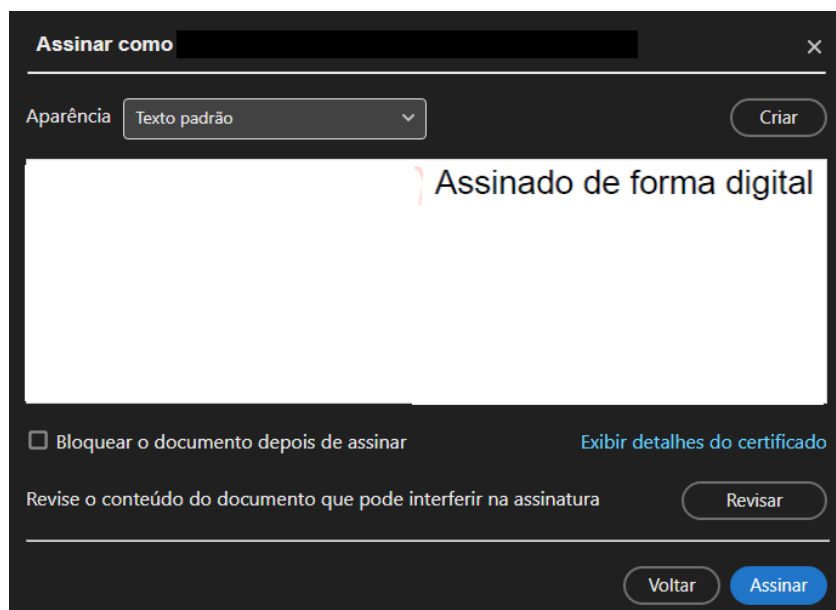 Assinar como
Aparência Texto padrão Criar
Assinado de forma digital
Bloquear o documento depois de assinar Exibir detalhes do certificado
Revise o conteúdo do documento que pode interferir na assinatura Revisar
Voltar Assinar